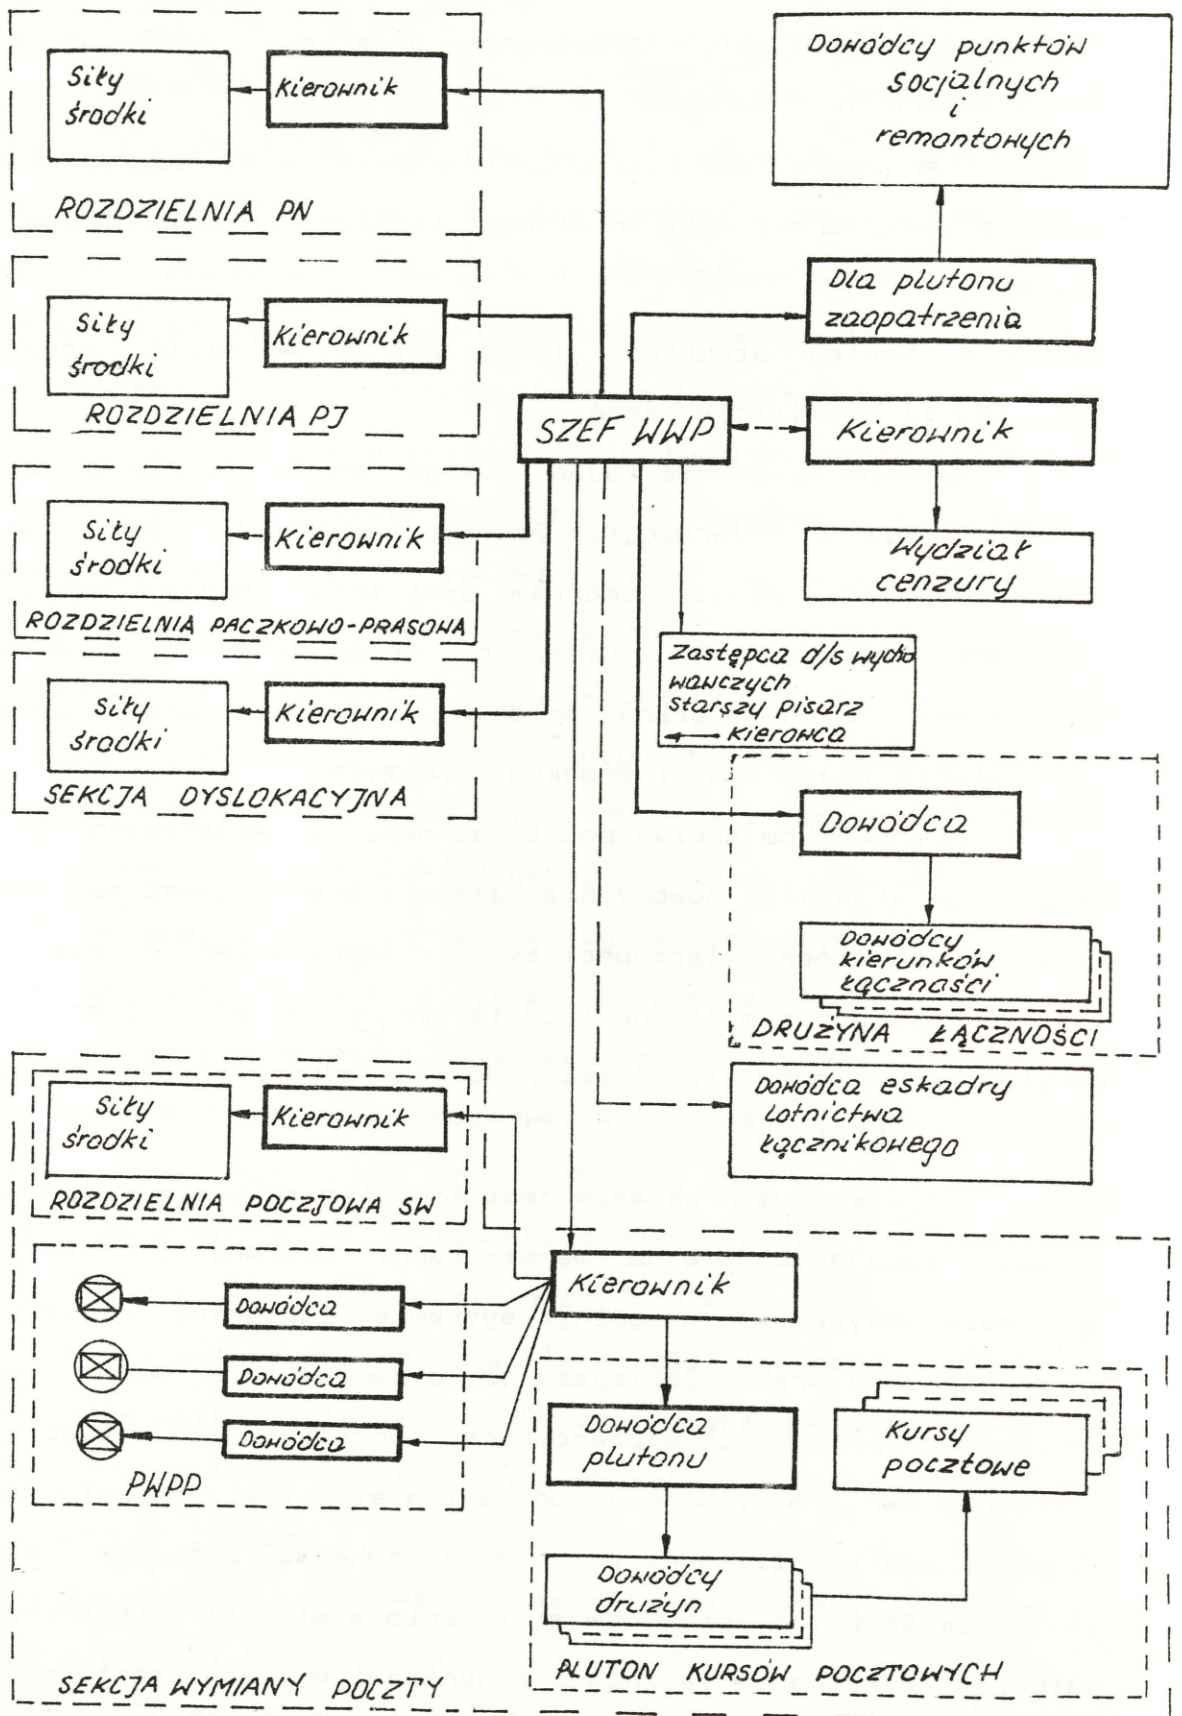 Siły
środki
Kierownik
ROZDZIELNIA PN
Dowódcy punktów
socjalnych
i
remontowych
Siły
środki
Kierownik
ROZDZIELNIA PJ
Dla plutonu
zaopatrzenia
SZEF WWP
Kierownik
Wydział
cenzury
Siły
środki
Kierownik
ROZDZIELNIA PACZKOWO-PRASOWA
Zastępca d/s wycho
wawczych
starszy pisarz
kierowca
Siły
środki
Kierownik
SEKCJA DYSLOKACYJNA
Dowódca
Dowódcy
kierunków
łączności
DRUŻYNA ŁĄCZNOŚCI
Dowódca eskadry
lotnictwa
łącznikowego
Siły
środki
Kierownik
ROZDZIELNIA POCZTOWA SW
Kierownik
Dowódca
Dowódca
Dowódca
PWPP
Dowódca
plutonu
Kursy
pocztowe
Dowódcy
drużyn
PLUTON KURSÓW POCZTOWYCH
SEKCJA WYMIANY POCZTY